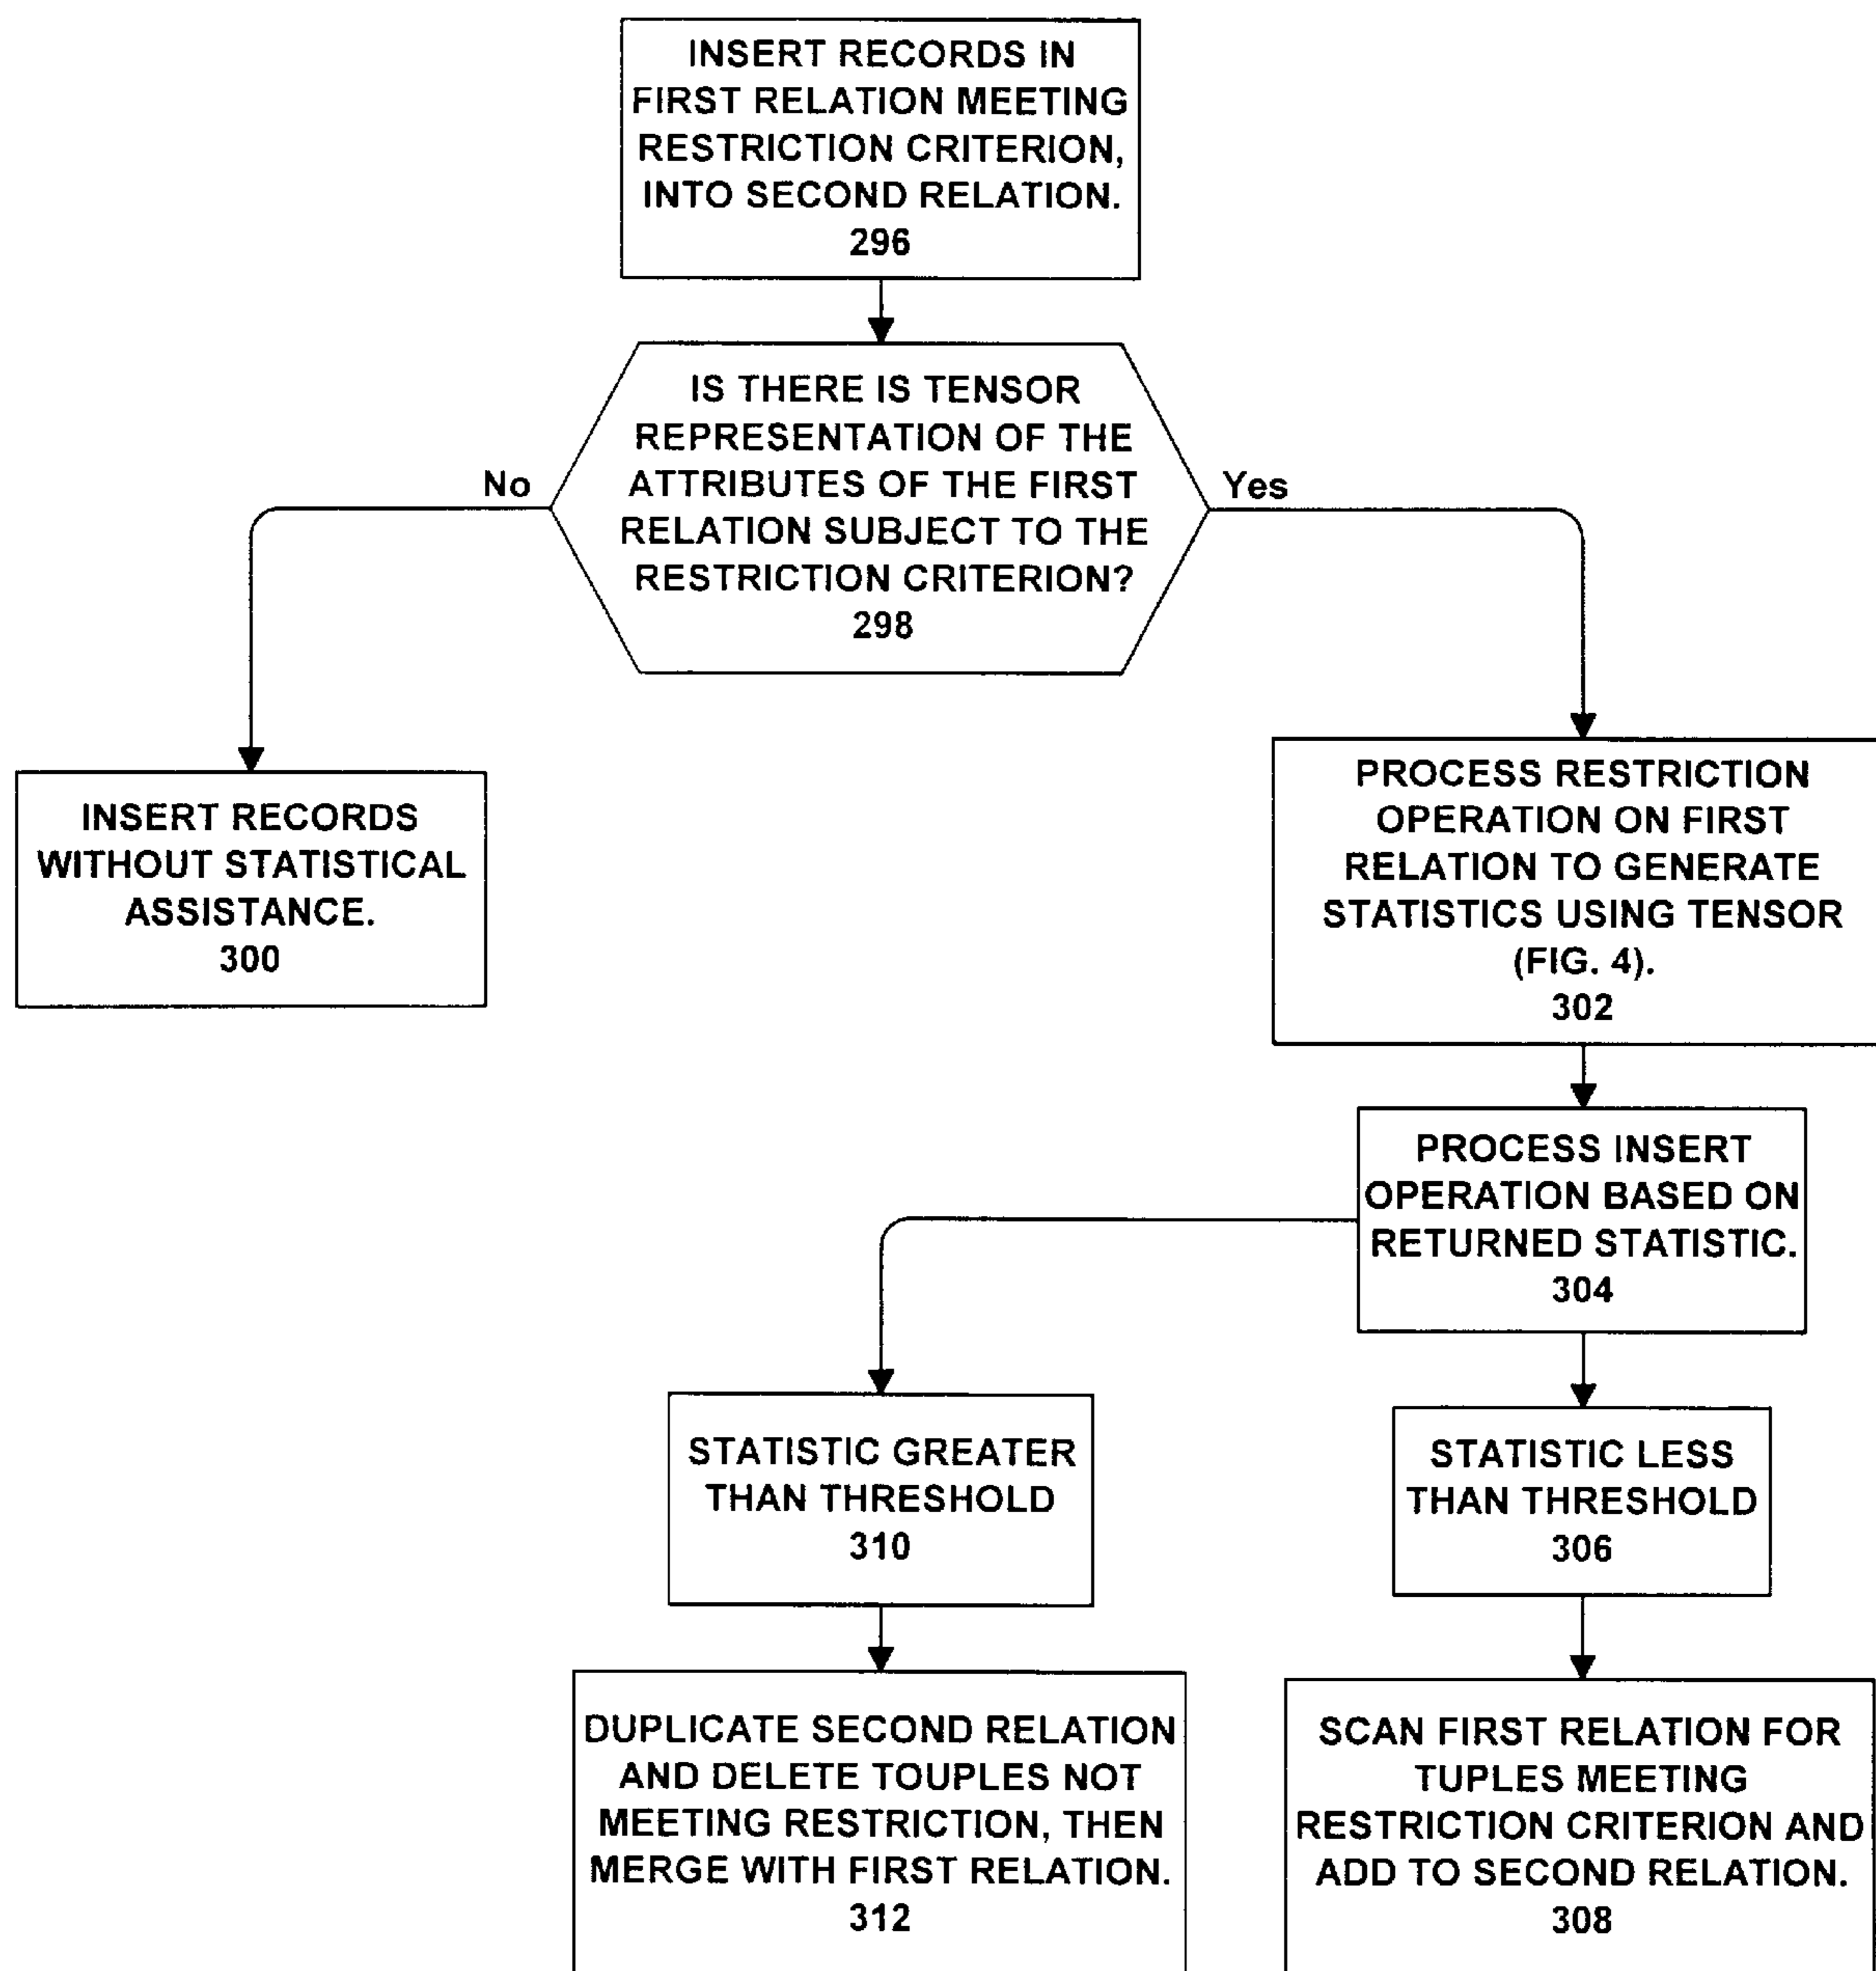 INSERT RECORDS IN
FIRST RELATION MEETING
RESTRICTION CRITERION,
INTO SECOND RELATION.
296
IS THERE IS TENSOR
REPRESENTATION OF THE
ATTRIBUTES OF THE FIRST
RELATION SUBJECT TO THE
RESTRICTION CRITERION?
298
No
Yes
INSERT RECORDS
WITHOUT STATISTICAL
ASSISTANCE.
300
PROCESS RESTRICTION
OPERATION ON FIRST
RELATION TO GENERATE
STATISTICS USING TENSOR
(FIG. 4).
302
PROCESS INSERT
OPERATION BASED ON
RETURNED STATISTIC.
304
STATISTIC GREATER
THAN THRESHOLD
310
STATISTIC LESS
THAN THRESHOLD
306
DUPLICATE SECOND RELATION
AND DELETE TOUPLES NOT
MEETING RESTRICTION, THEN
MERGE WITH FIRST RELATION.
312
SCAN FIRST RELATION FOR
TUPLES MEETING
RESTRICTION CRITERION AND
ADD TO SECOND RELATION.
308